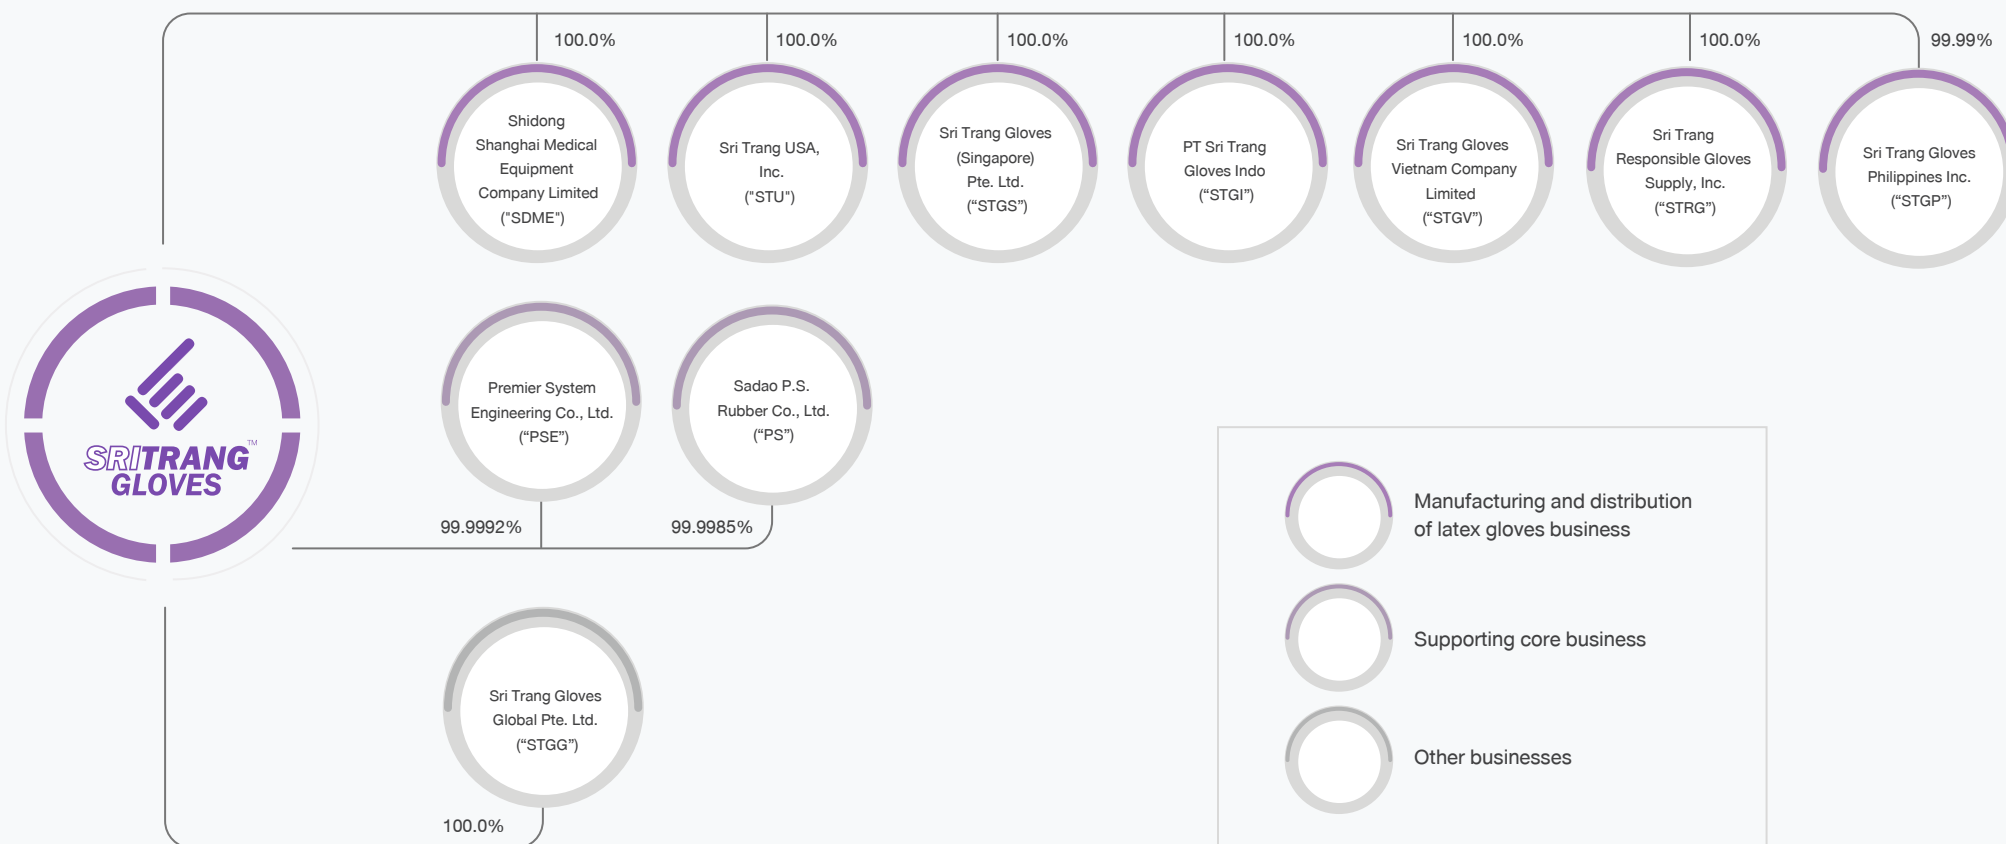 100.0%
100.0%
100.0%
100.0%
100.0%
100.0%
99.99%
Shidong
Shanghai Medical
Equipment
Company Limited
("SDME")
Sri Trang USA,
Inc.
("STU")
Sri Trang Gloves
(Singapore)
Pte. Ltd.
(“STGS”)
PT Sri Trang
Gloves Indo
(“STGI”)
Sri Trang Gloves
Vietnam Company
Limited
(“STGV”)
Sri Trang
Responsible Gloves
Supply, Inc.
(“STRG”)
Sri Trang Gloves
Philippines Inc.
(“STGP”)
SRITRANG™
GLOVES
Premier System
Engineering Co., Ltd.
(“PSE”)
Sadao P.S.
Rubber Co., Ltd.
(“PS”)
99.9992%
99.9985%
Sri Trang Gloves
Global Pte. Ltd.
(“STGG”)
100.0%
Manufacturing and distribution
of latex gloves business
Supporting core business
Other businesses